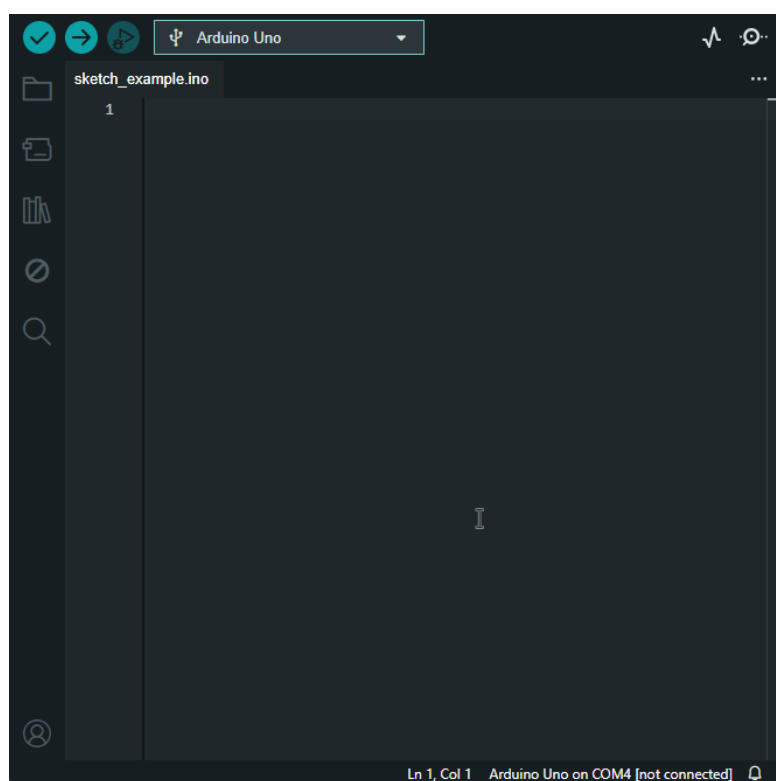 Arduino Uno
sketch_example.ino
1
Ln 1, Col 1 Arduino Uno on COM4 [not connected]